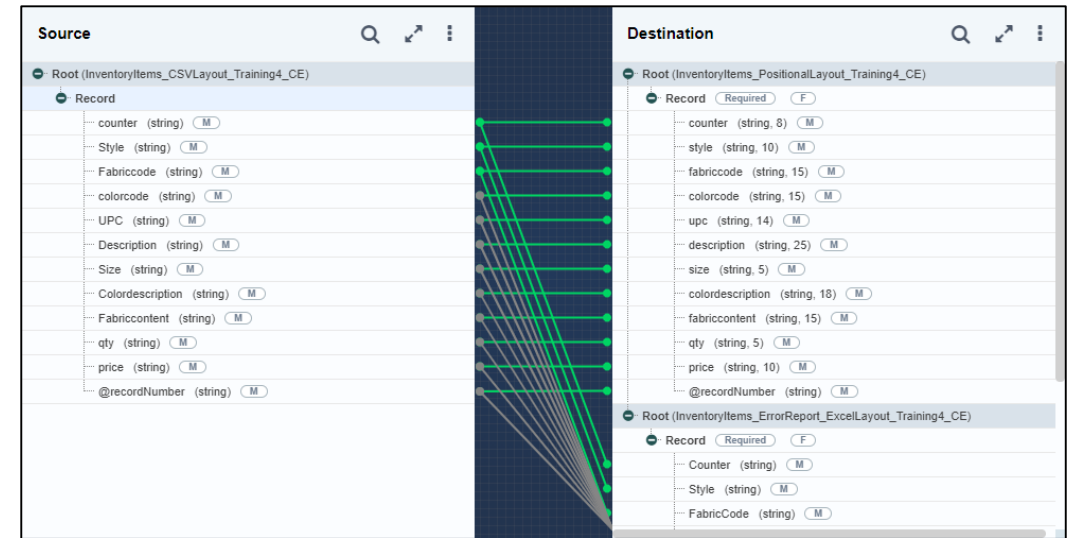 Source
Root (InventoryItems_CSVLayout_Training4_CE)
Record
counter (string) M
Style (string) M
Fabriccode (string) M
colorcode (string) M
UPC (string) M
Description (string) M
Size (string) M
Colordescription (string) M
Fabriccontent (string) M
qty (string) M
price (string) M
@recordNumber (string) M
Destination
Root (InventoryItems_PositionalLayout_Training4_CE)
Record Required F
counter (string, 8) M
style (string, 10) M
fabriccode (string, 15) M
colorcode (string, 15) M
upc (string, 14) M
description (string, 25) M
size (string, 5) M
colordescription (string, 18) M
fabriccontent (string, 15) M
qty (string, 5) M
price (string, 10) M
@recordNumber (string) M
Root (InventoryItems_ErrorReport_ExcelLayout_Training4_CE)
Record Required F
Counter (string) M
Style (string) M
FabricCode (string) M